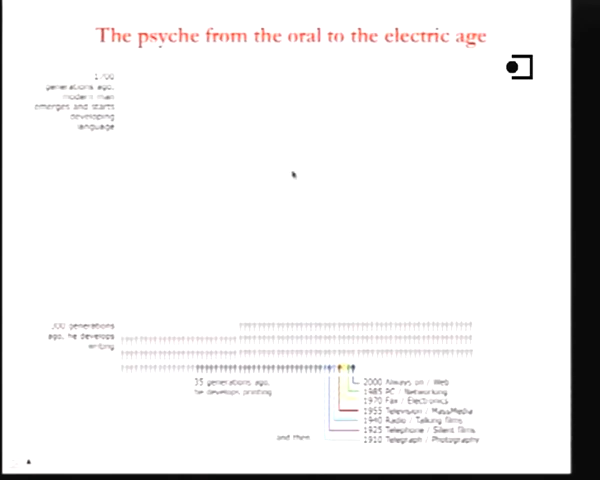 The psyche from the oral to the electric age
1700
generations ago,
modern man
emerges and starts
developing
language
300 generations
ago, he develops
writing
35 generations ago,
he develops printing
2000 Always on / Web
1985 PC / Networking
1970 Fax / Electronics
1955 Television / MassMedia
1940 Radio / Talking films
1925 Telephone / Silent films
and then
1910 Telegraph / Photography